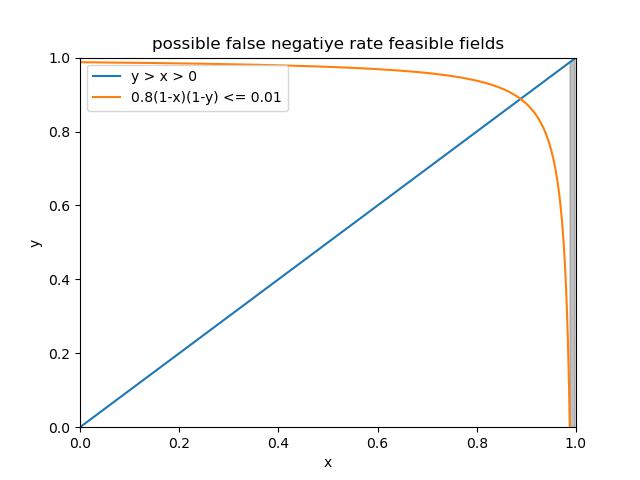 possible false negatiye rate feasible fields
y > x > 0
0.8(1-x)(1-y) <= 0.01
1.0
0.8
0.6
0.4
0.2
0.0
y
0.0 0.2 0.4 0.6 0.8 1.0
x